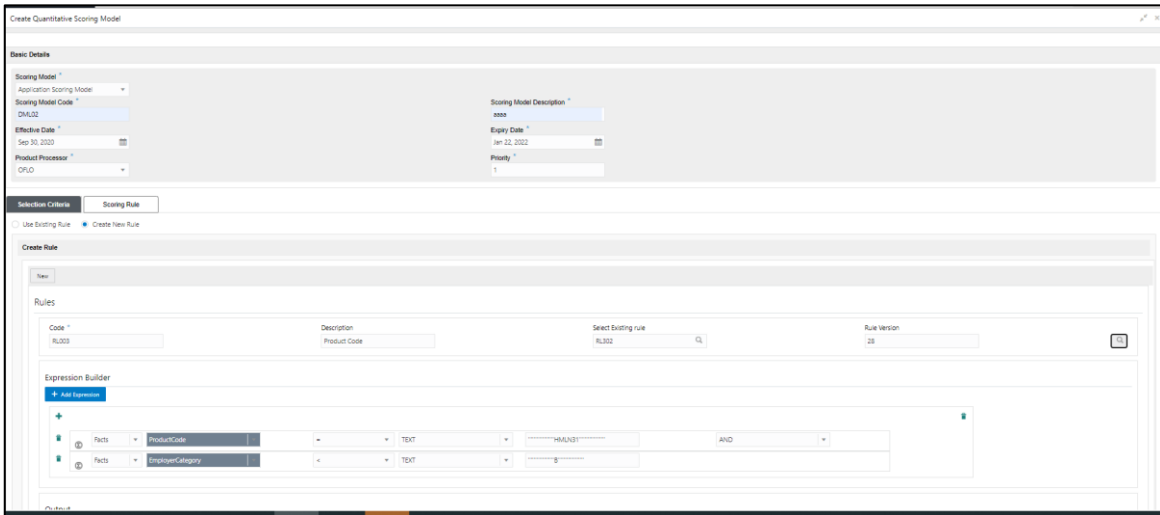 Create Quantitative Scoring Model
Basic Details
Scoring Model *
Application Scoring Model
Scoring Model Code * Scoring Model Description *
DML02 aaaa
Effective Date * Expiry Date *
Sep 30, 2020 Jan 22, 2022
Product Processor * Priority *
OFLO 1
Selection Criteria Scoring Rule
Use Existing Rule Create New Rule
Create Rule
New
Rules
Code * Description Select Existing rule Rule Version
RL003 Product Code RL302 28
Expression Builder
+ Add Expression
+
Facts ProductCode = TEXT HMLN31 AND
Facts EmployerCategory < TEXT
Output